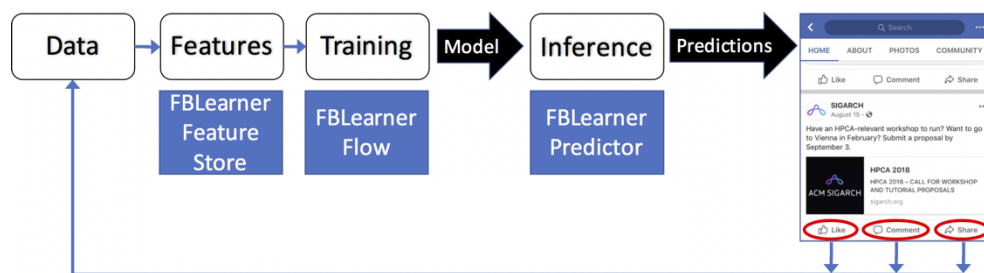 Data
Features
Training
Model
Inference
Predictions
FBLearner
Feature
Store
FBLearner
Flow
FBLearner
Predictor
Search
HOME ABOUT PHOTOS COMMUNITY
Like Comment Share
SIGARCH
August 15
Have an HPCA-relevant workshop to run? Want to go
to Vienna in February? Submit a proposal by
September 3.
ACM SIGARCH
HPCA 2018
HPCA 2018 – CALL FOR WORKSHOP
AND TUTORIAL PROPOSALS
sigarch.org
Like Comment Share